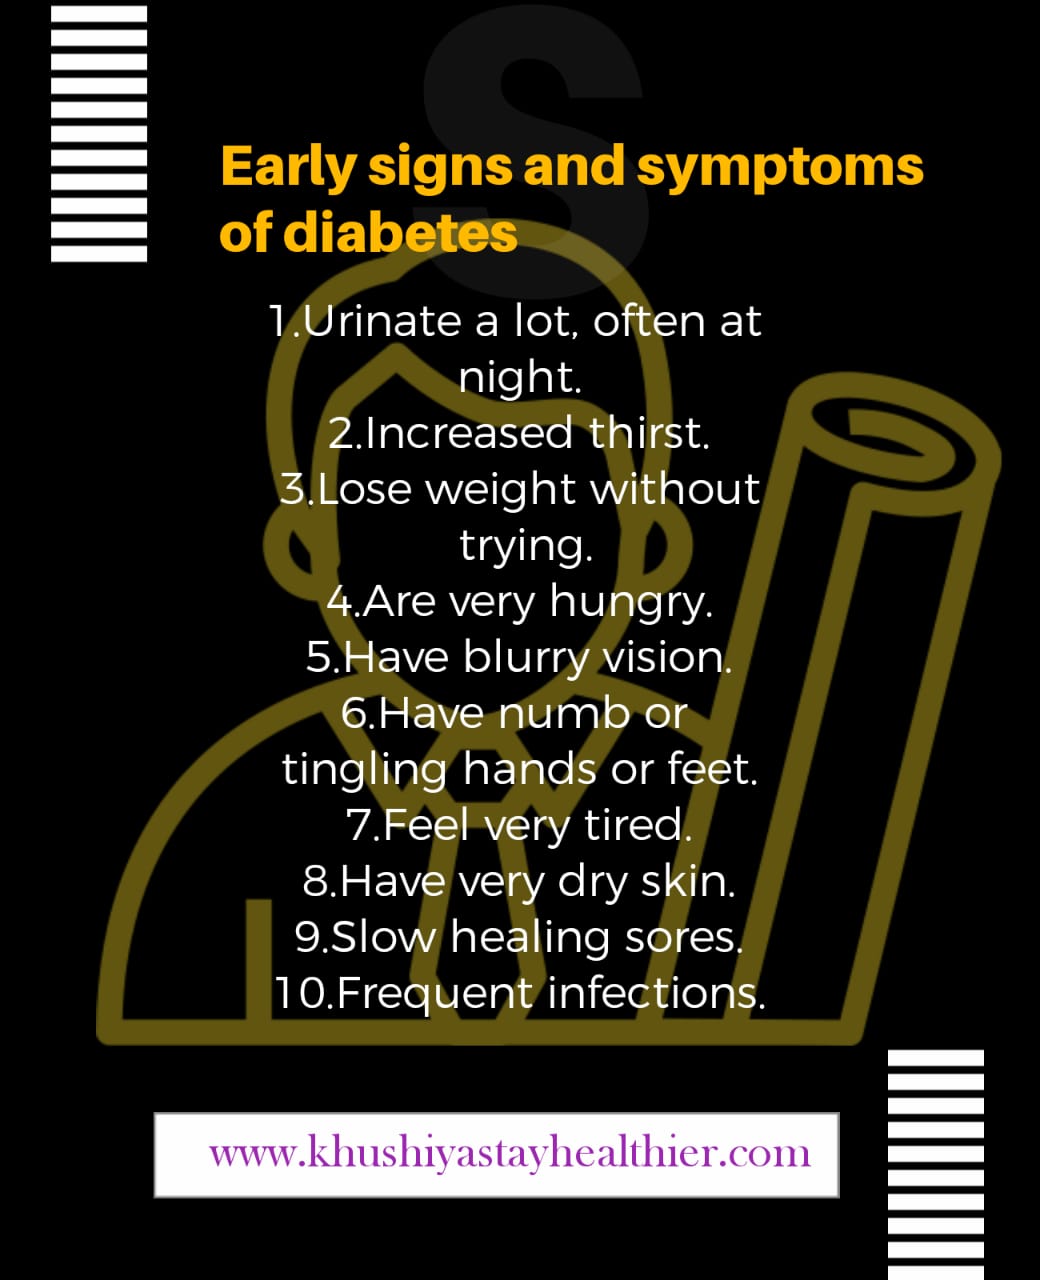 S
Early signs and symptoms
of diabetes
1.Urinate a lot, often at
night.
2.Increased thirst.
3.Lose weight without
trying.
4.Are very hungry.
5.Have blurry vision.
6.Have numb or
tingling hands or feet.
7.Feel very tired.
8.Have very dry skin.
9.Slow healing sores.
10.Frequent infections.
www.khushiyastayhealthier.com